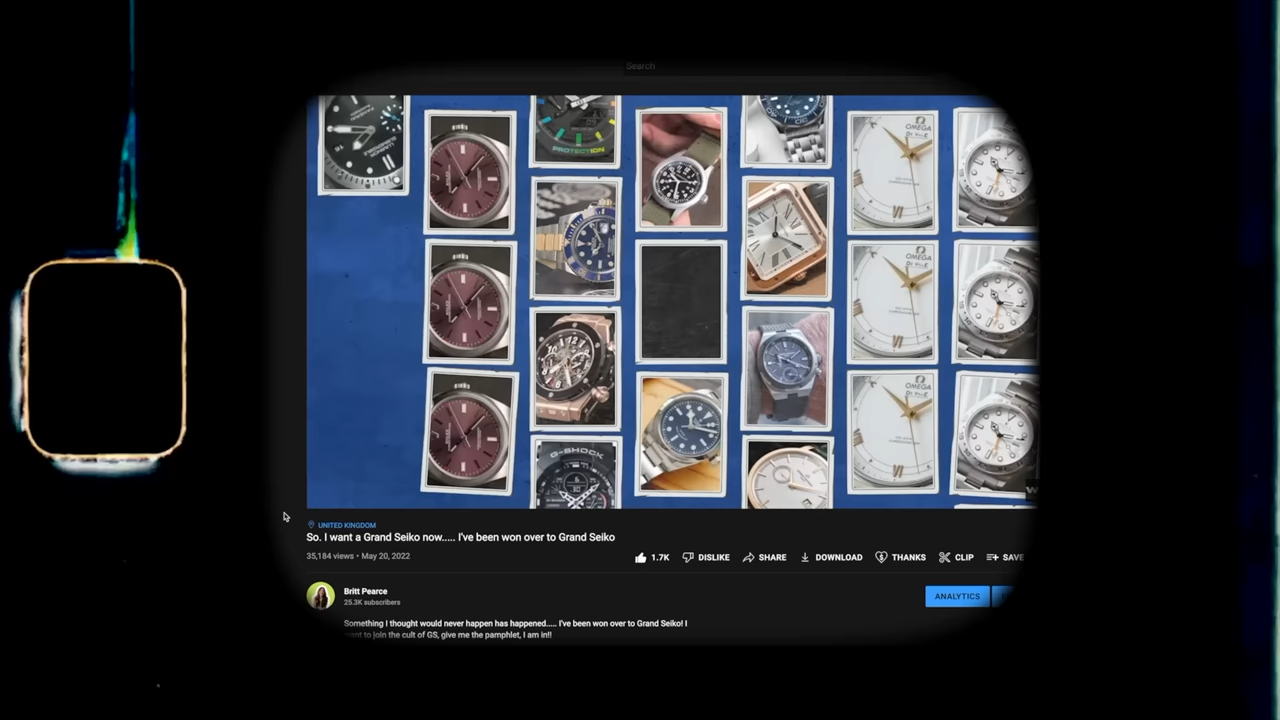 Search
PROTECTION
OMEGA
De Ville
OMEGA
De Ville
OMEGA
De Ville
G-SHOCK
UNITED KINGDOM
So. I want a Grand Seiko now..... I've been won over to Grand Seiko
35,184 views • May 20, 2022
1.7K DISLIKE SHARE DOWNLOAD THANKS CLIP SAVE
Britt Pearce
25.3K subscribers
ANALYTICS
Something I thought would never happen has happened..... I've been won over to Grand Seiko! I
want to join the cult of GS, give me the pamphlet, I am in!!